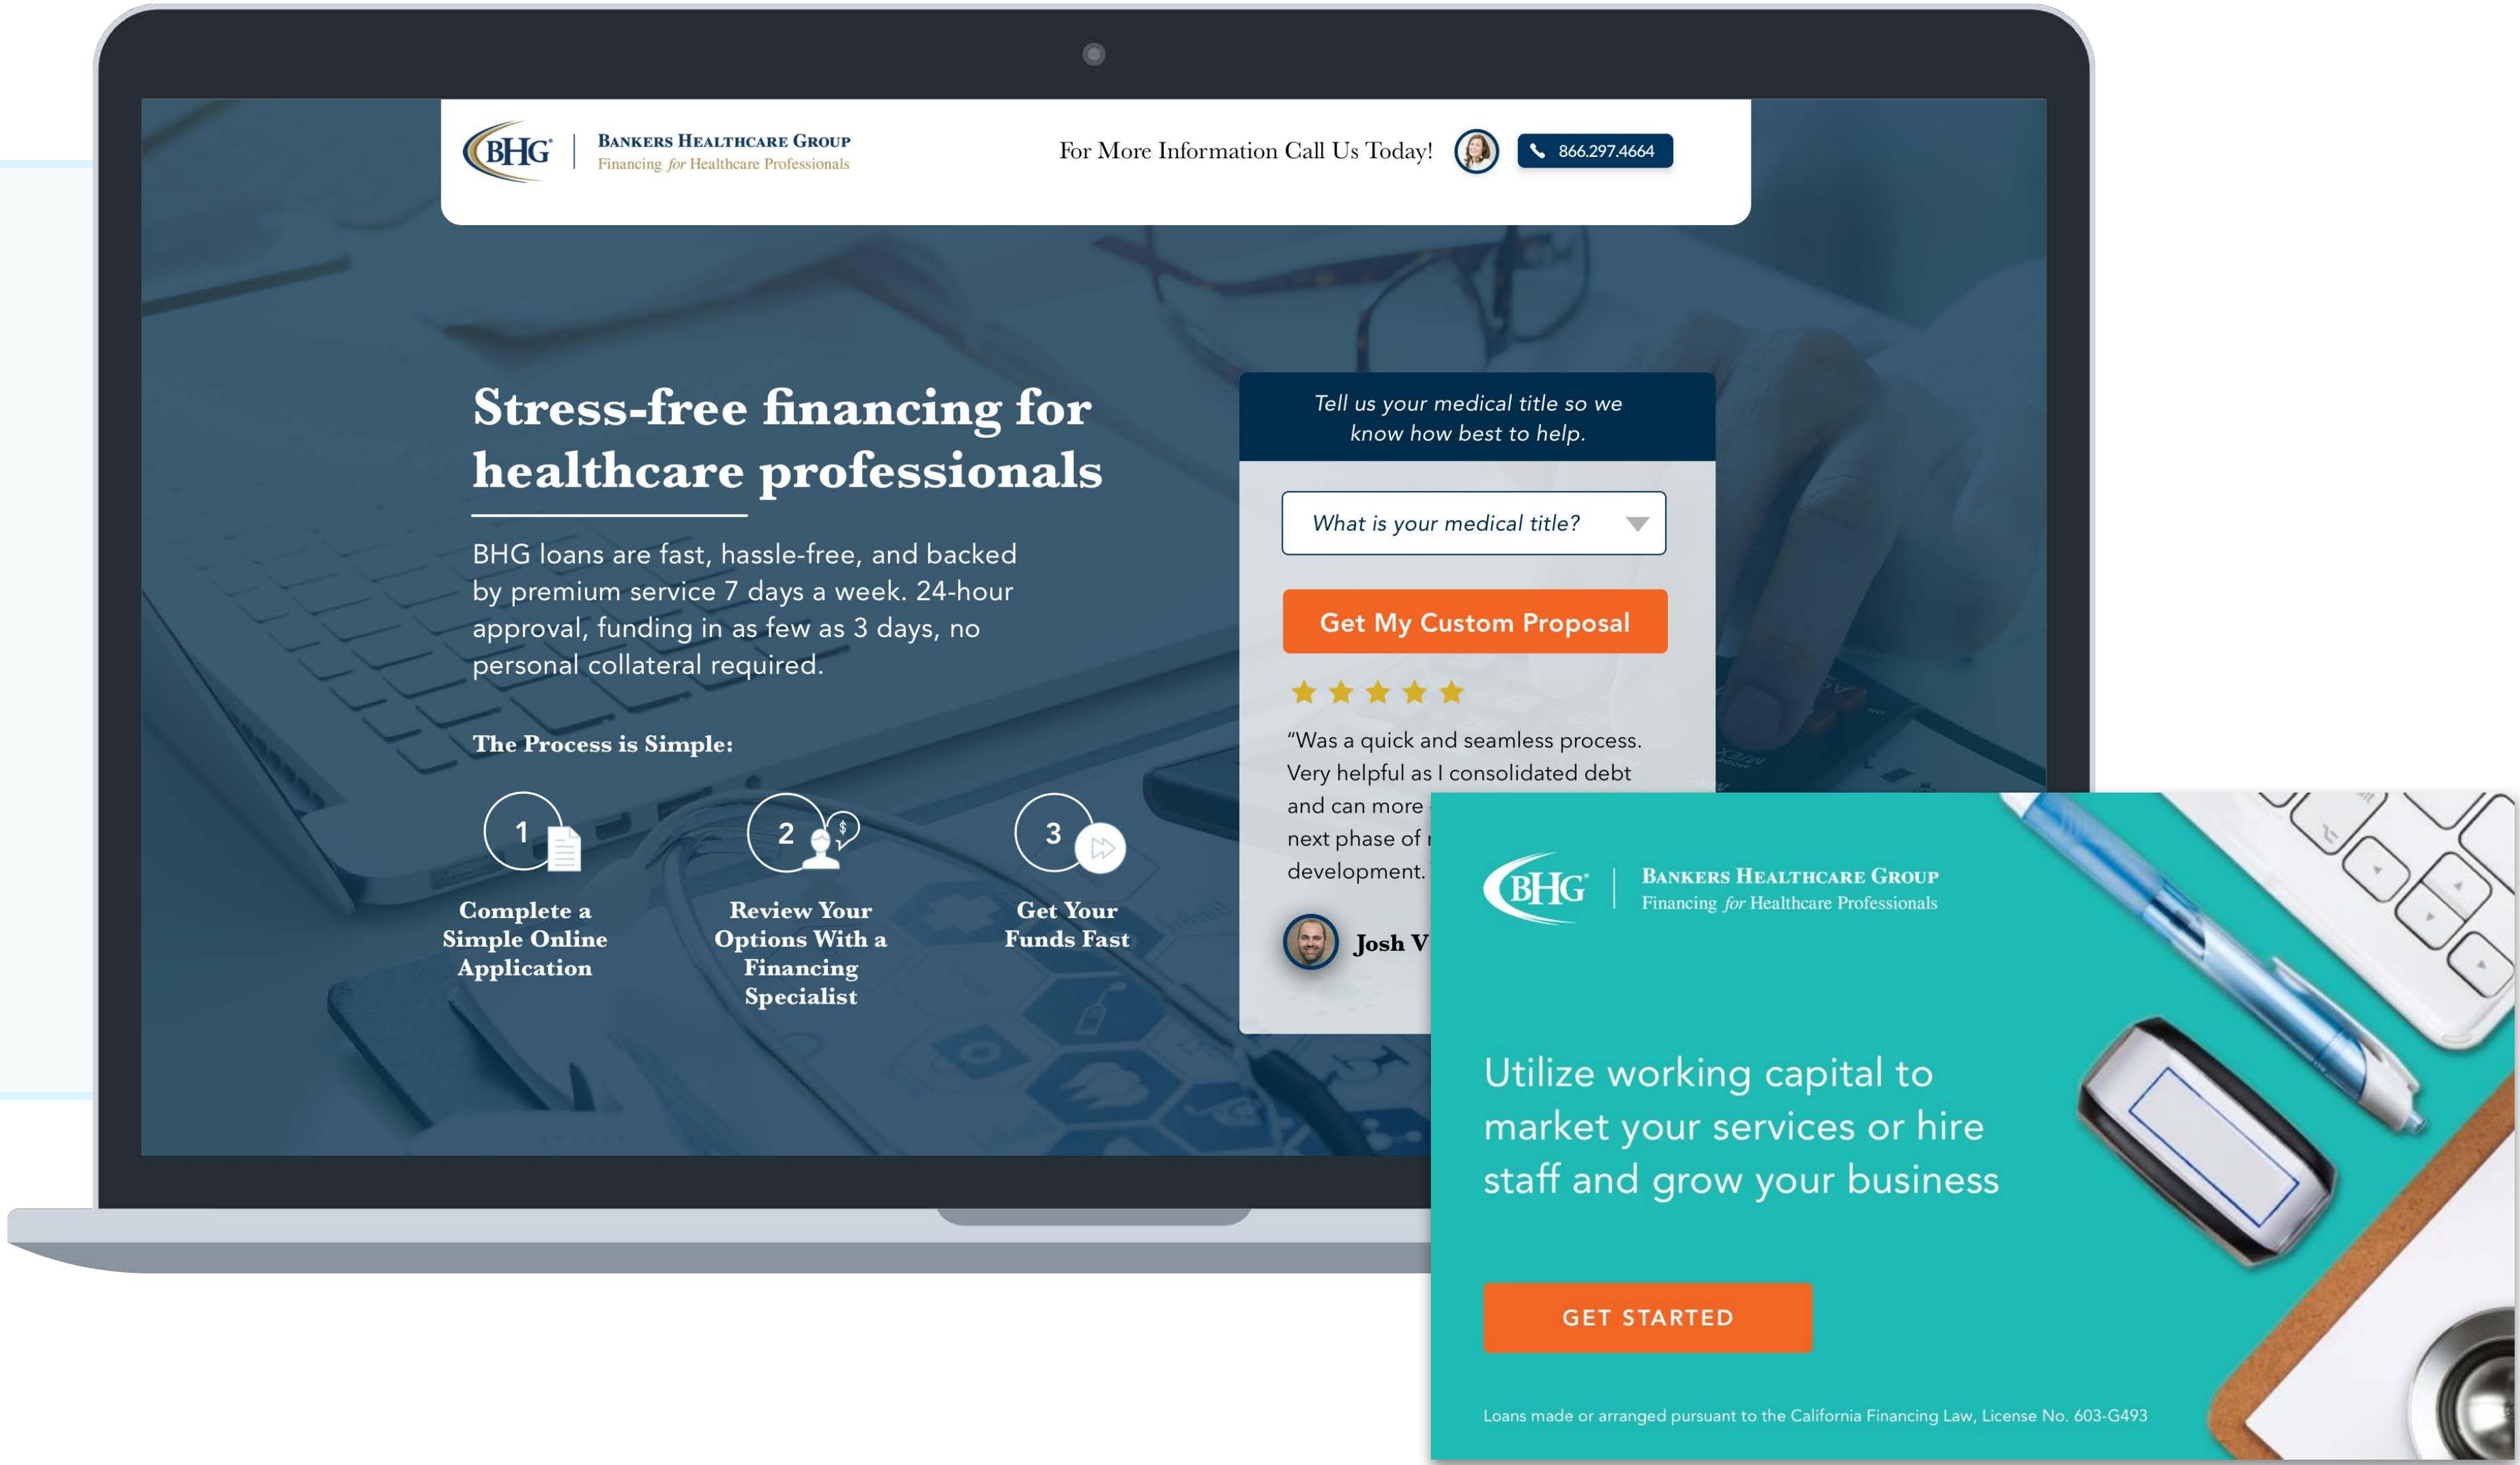 BHG
BANKERS HEALTHCARE GROUP
Financing for Healthcare Professionals
For More Information Call Us Today!
866.297.4664
Stress-free financing for
healthcare professionals
BHG loans are fast, hassle-free, and backed
by premium service 7 days a week. 24-hour
approval, funding in as few as 3 days, no
personal collateral required.
The Process is Simple:
1
Complete a
Simple Online
Application
2
$
Review Your
Options With a
Financing
Specialist
3
Get Your
Funds Fast
Tell us your medical title so we
know how best to help.
What is your medical title?
Get My Custom Proposal
“Was a quick and seamless process.
Very helpful as I consolidated debt
and can more
next phase of
development.
Josh V
BHG
BANKERS HEALTHCARE GROUP
Financing for Healthcare Professionals
Utilize working capital to
market your services or hire
staff and grow your business
GET STARTED
Loans made or arranged pursuant to the California Financing Law, License No. 603-G493